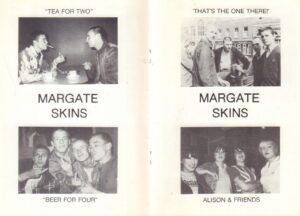 "TEA FOR TWO"
MARGATE
SKINS
"BEER FOR FOUR"
"THAT'S THE ONE THERE!"
MARGATE
SKINS
ALISON & FRIENDS